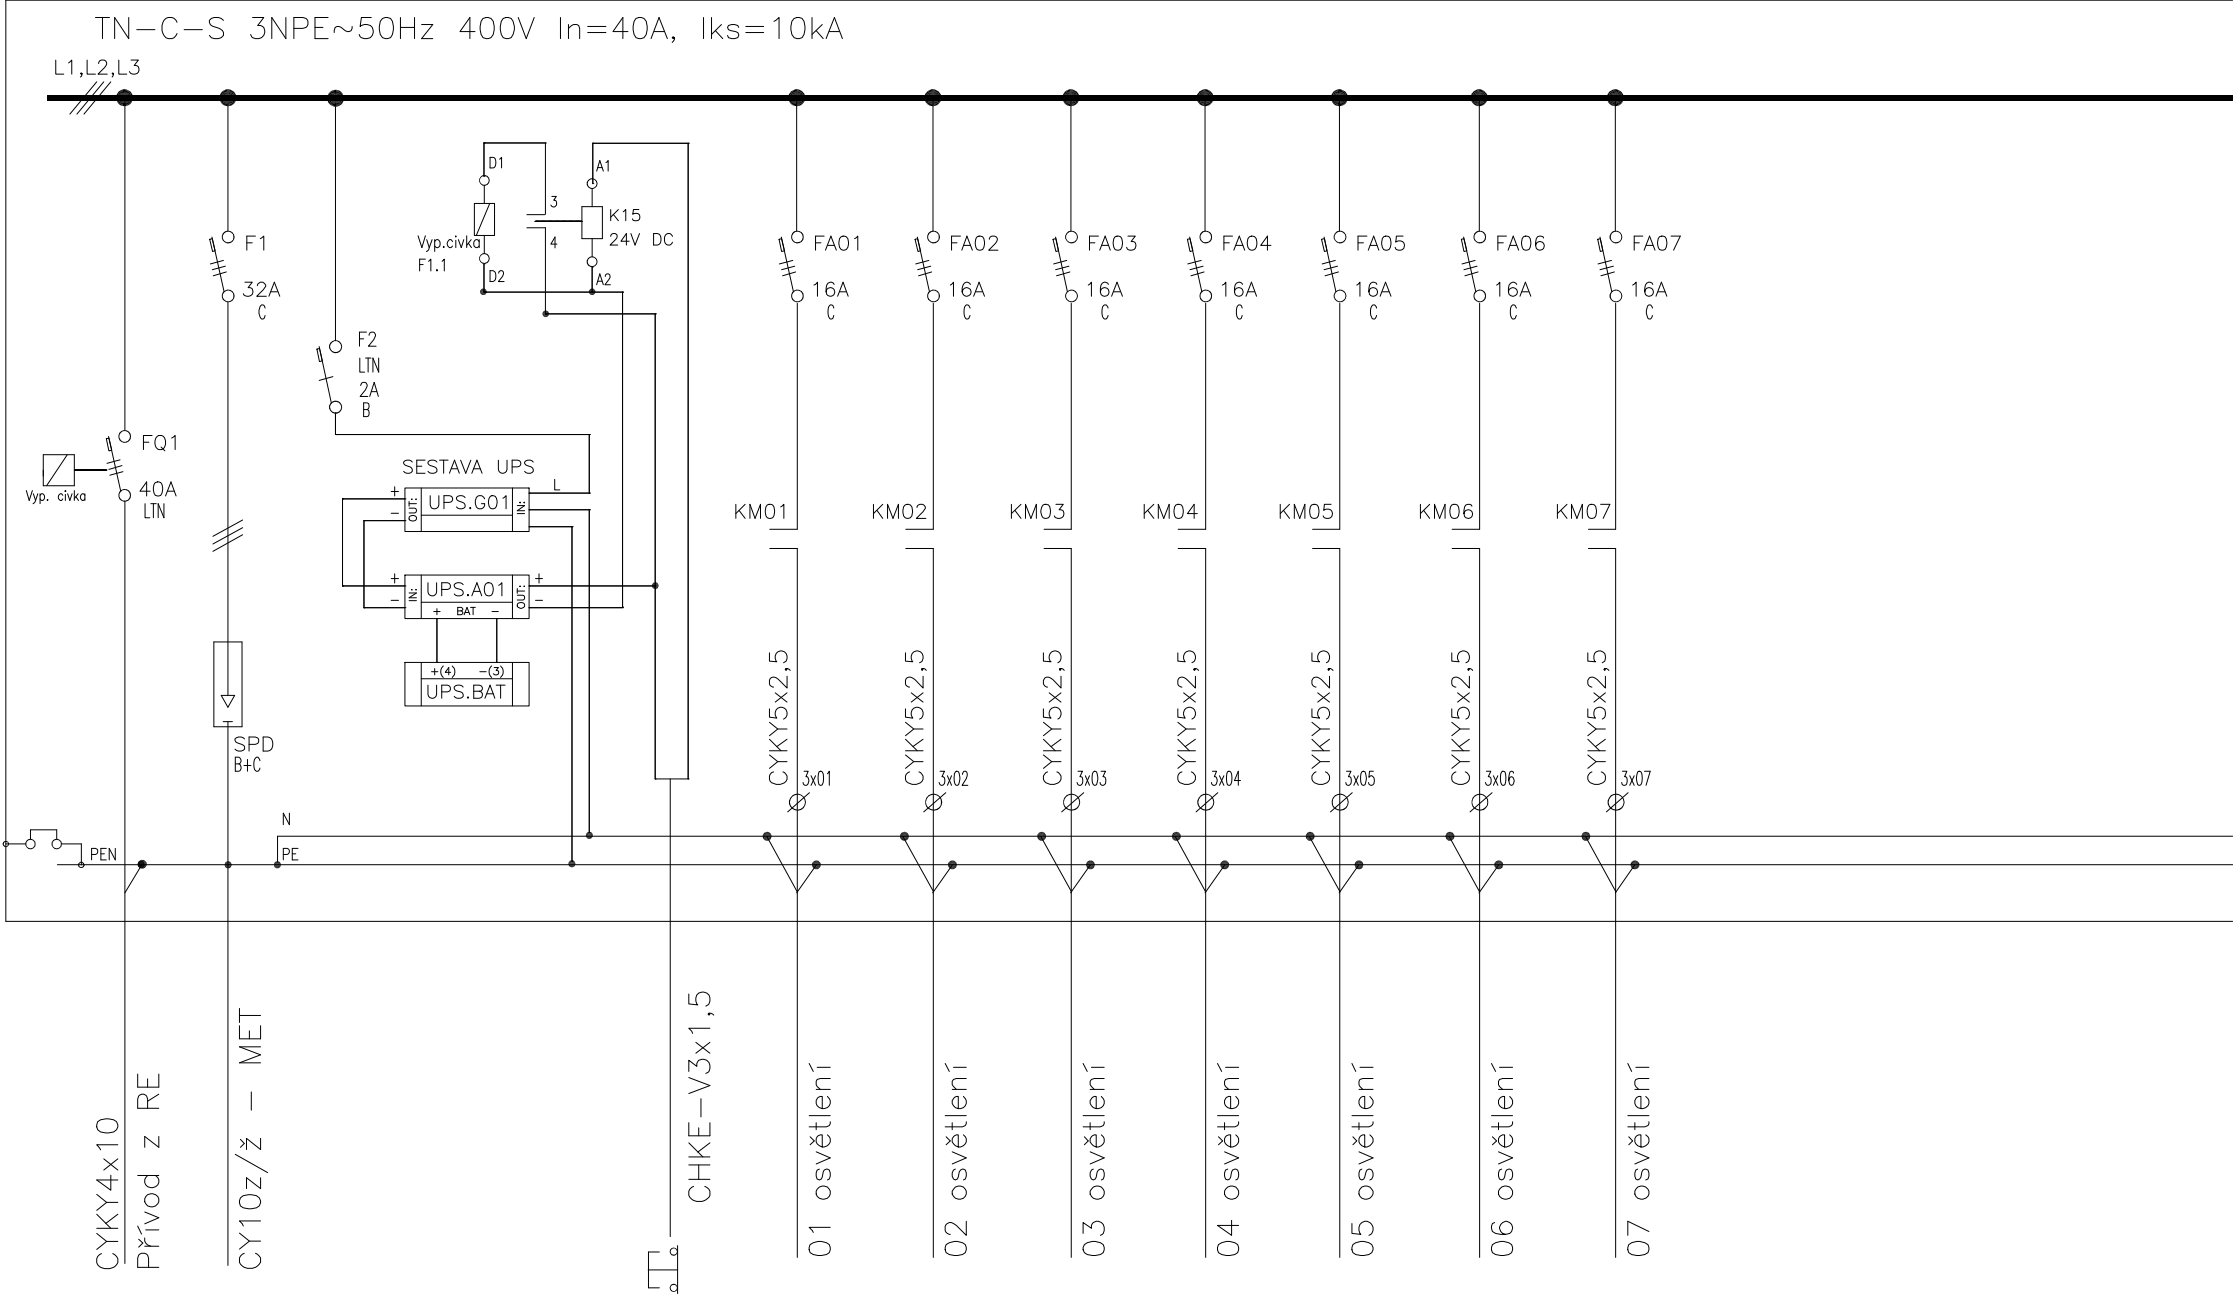 TN-C-S 3NPE~50Hz 400V In=40A, Iks=10kA
L1,L2,L3
D1
A1
3
K15
24V DC
4
Vyp.civka
F1.1
D2
A2
F1
32A
C
F2
LTN
2A
B
FQ1
40A
LTN
Vyp. civka
SESTAVA UPS
L
+
-
OUT:
UPS.G01
IN:
+
-
IN:
UPS.A01
OUT:
+
-
+ BAT -
+(4) -(3)
UPS.BAT
SPD
B+C
FA01
16A
C
FA02
16A
C
FA03
16A
C
FA04
16A
C
FA05
16A
C
FA06
16A
C
FA07
16A
C
KM01
KM02
KM03
KM04
KM05
KM06
KM07
CYKY5x2,5
3x01
CYKY5x2,5
3x02
CYKY5x2,5
3x03
CYKY5x2,5
3x04
CYKY5x2,5
3x05
CYKY5x2,5
3x06
CYKY5x2,5
3x07
N
PEN
PE
CYKY4x10
Přívod z RE
CY10z/ž - MET
CHKE-V3x1,5
01 osvětlení
02 osvětlení
03 osvětlení
04 osvětlení
05 osvětlení
06 osvětlení
07 osvětlení